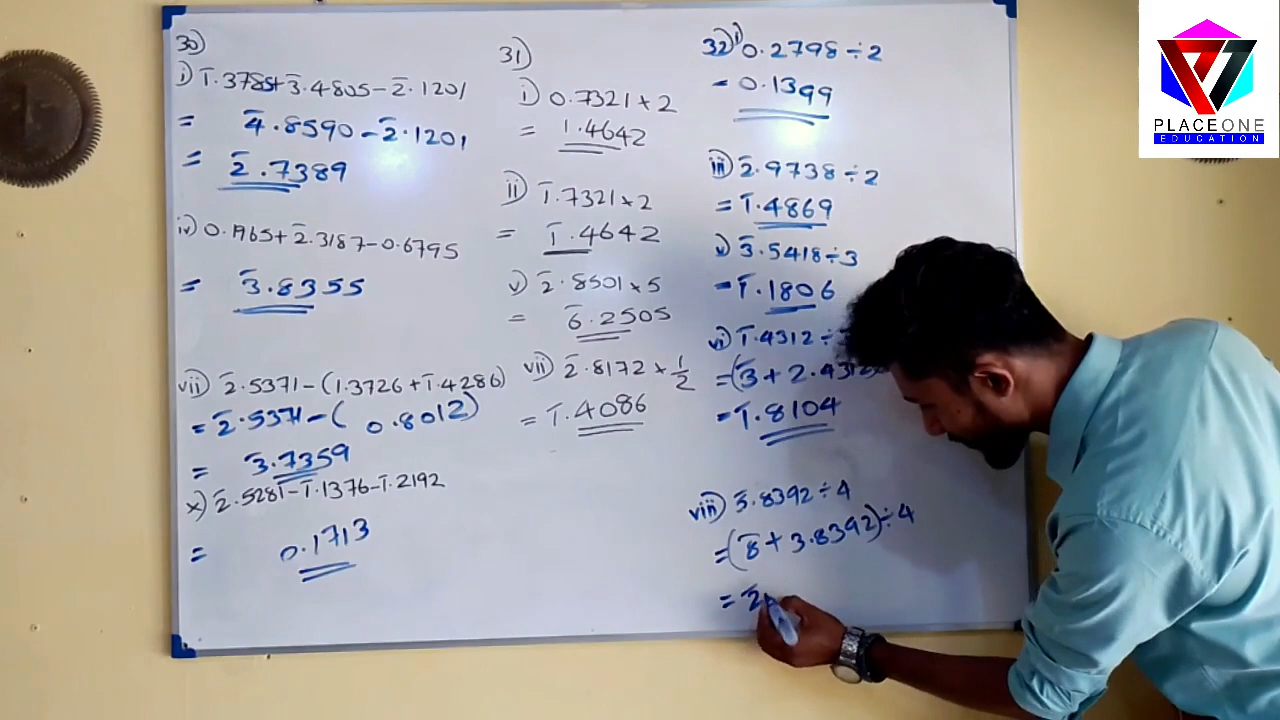 30)
i) 1̅.3785+3̅.4805-2̅.1201
= 4̅.8590-2̅.1201
= 2̅.7389
iv) 0.1965+2̅.3187-0.6795
= 3̅.8355
vii) 2̅.5371-(1.3726+1̅.4286)
= 2̅.5371-( 0.8012)
= 3̅.7359
x) 2̅.5281-1̅.1376-1̅.2192
= 0.1713
31)
i) 0.7321×2
= 1.4642
ii) 1̅.7321×2
= 1̅.4642
v) 2̅.8501×5
= 6̅.2505
vii) 2̅.8172×1/2
= 1̅.4086
32) i) 0.2798÷2
= 0.1399
iii) 2̅.9738÷2
= 1̅.4869
v) 3̅.5418÷3
= 1̅.1806
vi) 1̅.4312÷
= (3̅+2.4312
= 1̅.8104
viii) 5̅.8392÷4
= (8̅+3.8392)÷4
= 2̅
PLACEONE
EDUCATION